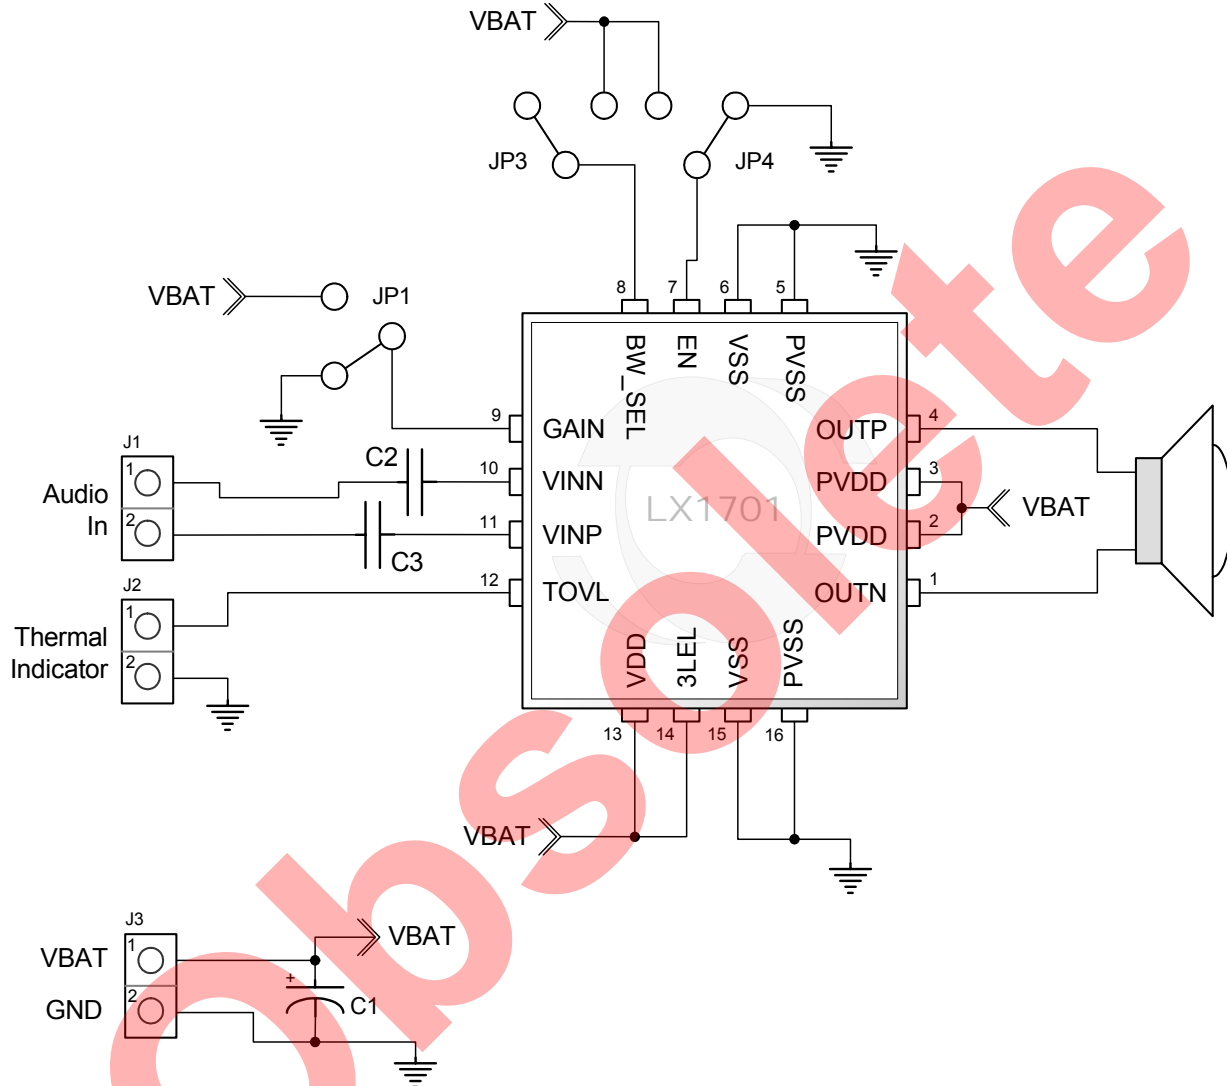 VBAT
JP3
JP4
VBAT
JP1
8
7
6
5
BW_SEL
EN
VSS
PVSS
9
GAIN
OUTP
4
J1
1
2
Audio
In
C2
10
VINN
PVDD
3
LX1701
VBAT
C3
11
VINP
PVDD
2
J2
1
2
Thermal
Indicator
12
TOVL
OUTN
1
VDD
3LEL
VSS
PVSS
13
14
15
16
VBAT
J3
VBAT
1
GND
2
VBAT
+
C1
Obsolete